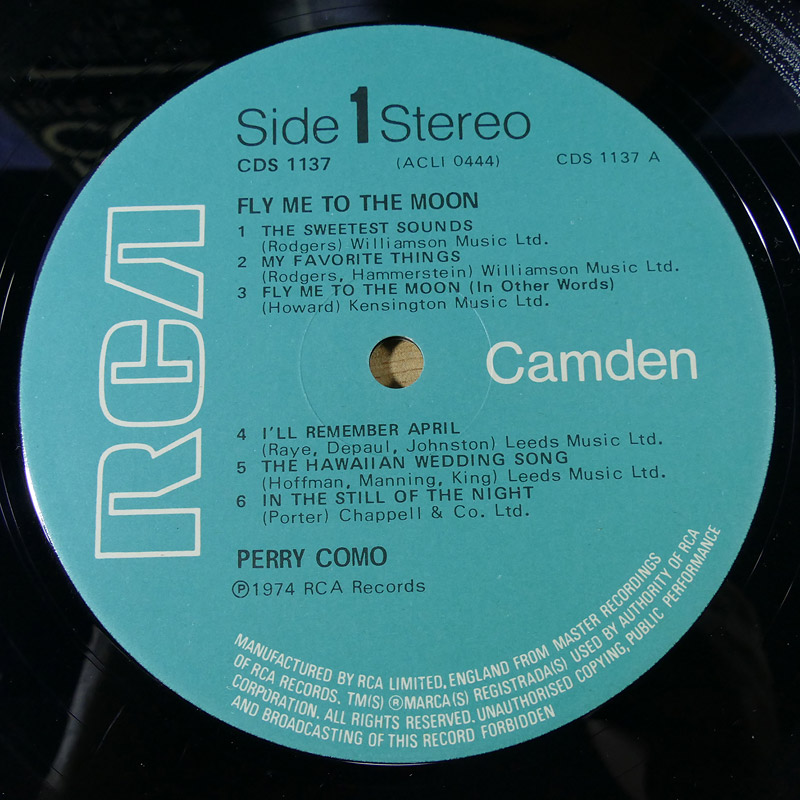 Side 1 Stereo
CDS 1137 (ACLI 0444) CDS 1137 A
FLY ME TO THE MOON
1 THE SWEETEST SOUNDS
(Rodgers) Williamson Music Ltd.
2 MY FAVORITE THINGS
(Rodgers, Hammerstein) Williamson Music Ltd.
3 FLY ME TO THE MOON (In Other Words)
(Howard) Kensington Music Ltd.
RCA
Camden
4 I'LL REMEMBER APRIL
(Raye, Depaul, Johnston) Leeds Music Ltd.
5 THE HAWAIIAN WEDDING SONG
(Hoffman, Manning, King) Leeds Music Ltd.
6 IN THE STILL OF THE NIGHT
(Porter) Chappell & Co. Ltd.
PERRY COMO
℗1974 RCA Records
MANUFACTURED BY RCA LIMITED, ENGLAND FROM MASTER RECORDINGS
OF RCA RECORDS. TM(S) ®MARCA(S) REGISTRADA(S) USED BY AUTHORITY OF RCA
CORPORATION. ALL RIGHTS RESERVED. UNAUTHORISED COPYING, PUBLIC PERFORMANCE
AND BROADCASTING OF THIS RECORD FORBIDDEN